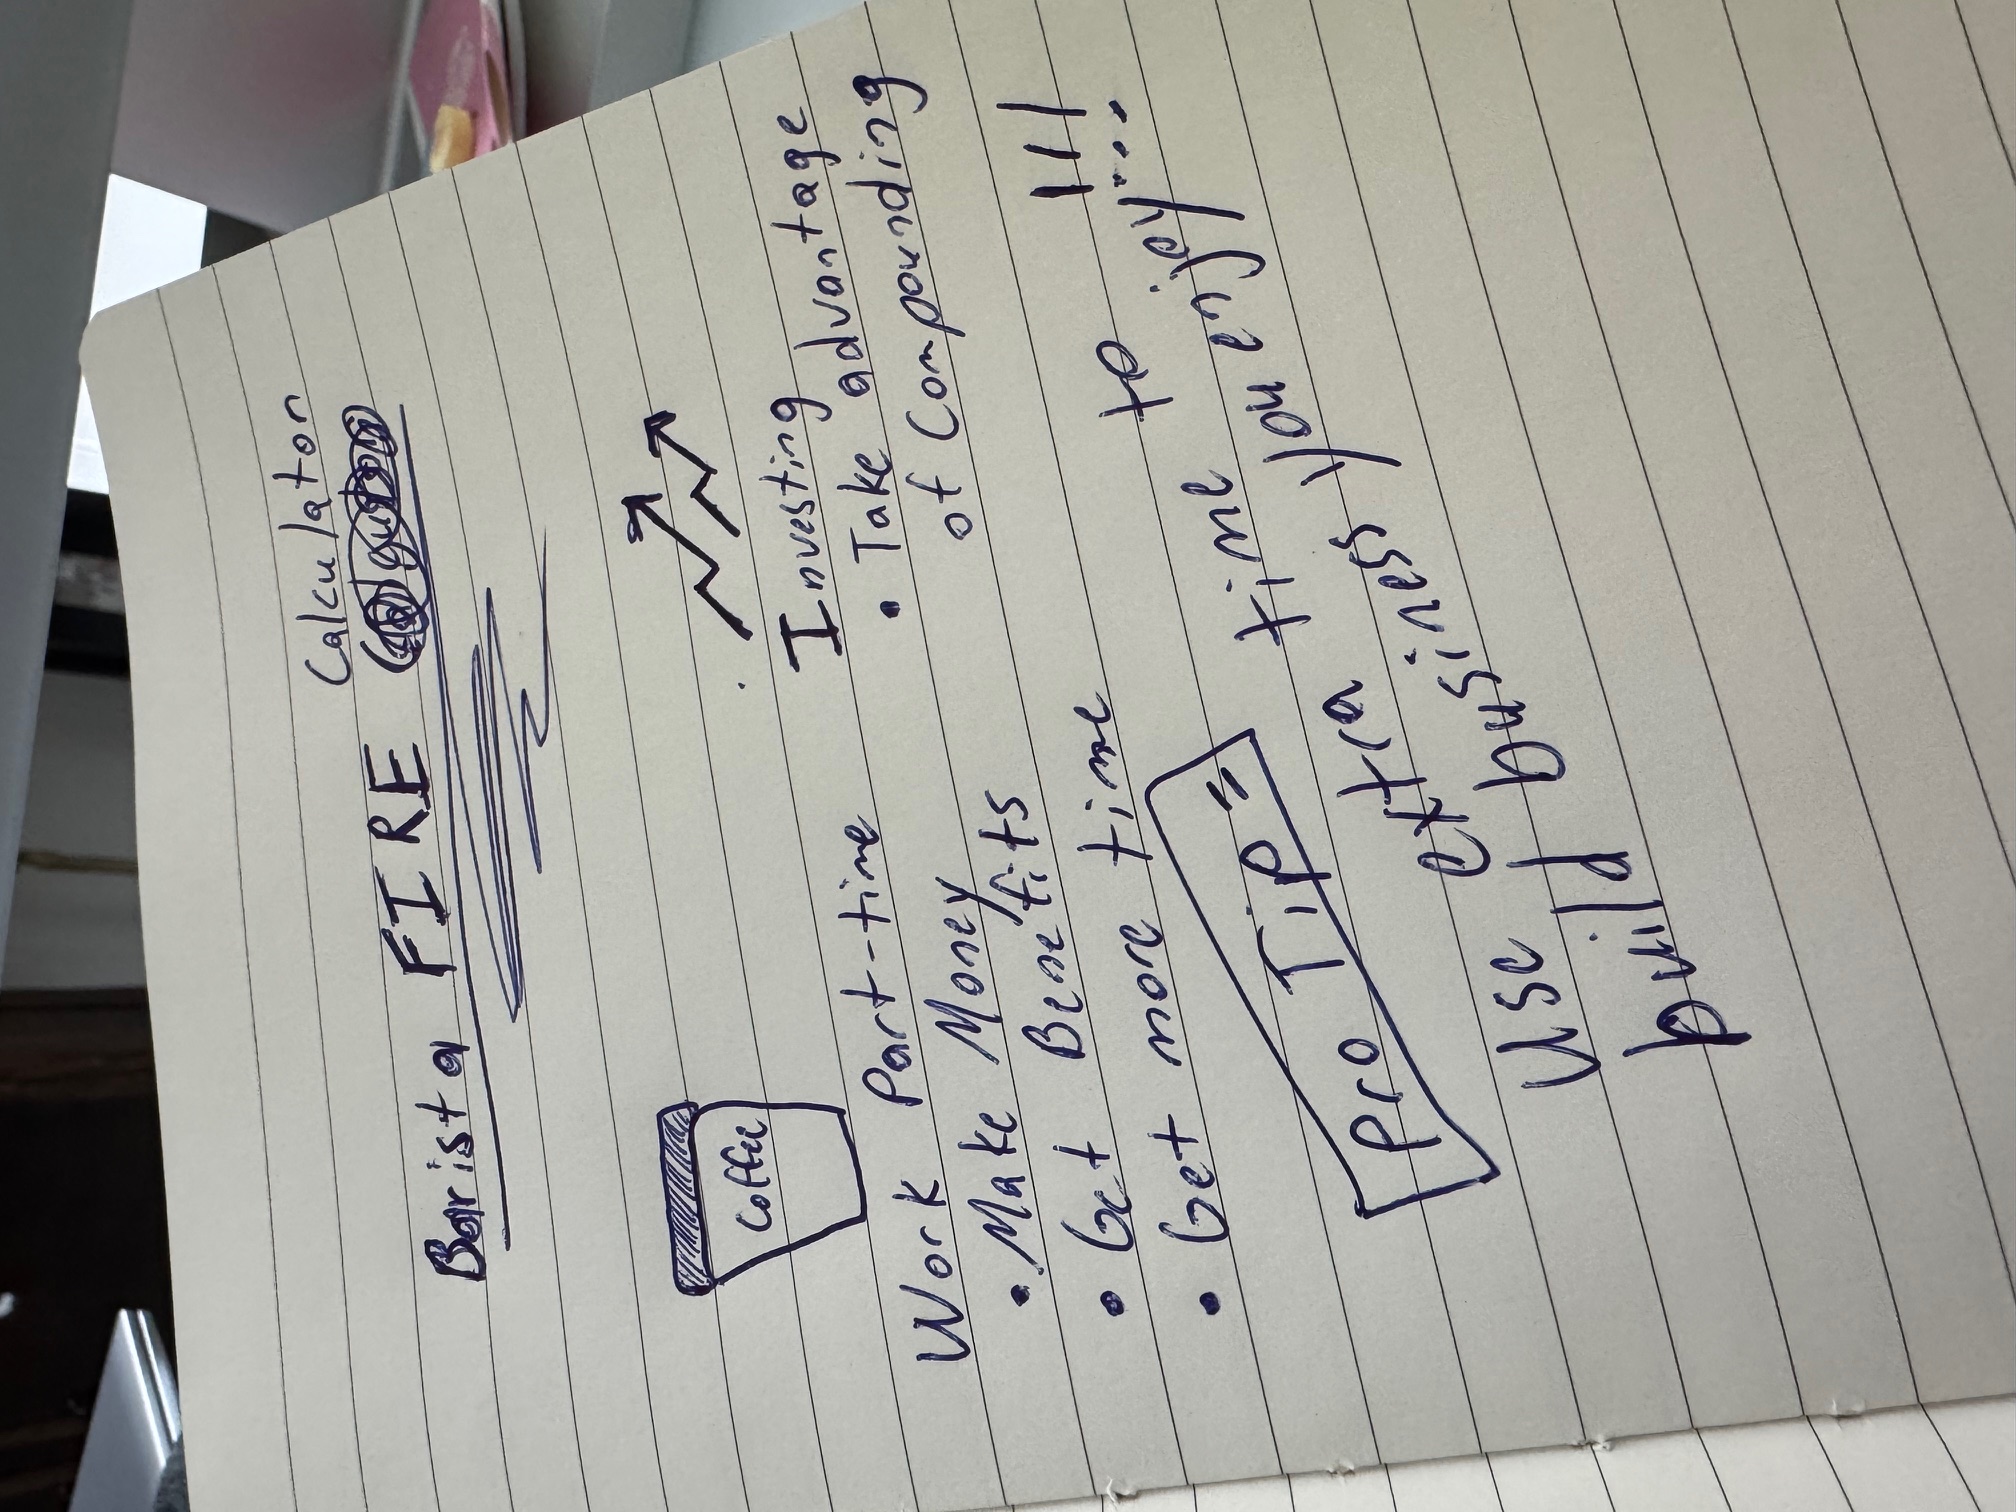 Calculator
Barista FIRE
Coffee
Work Part-time
• Make Money
• Get Benefits
• Get more time
Investing
• Take advantage
of Compounding
Pro Tip =
Use extra time to
build business you enjoy!!!